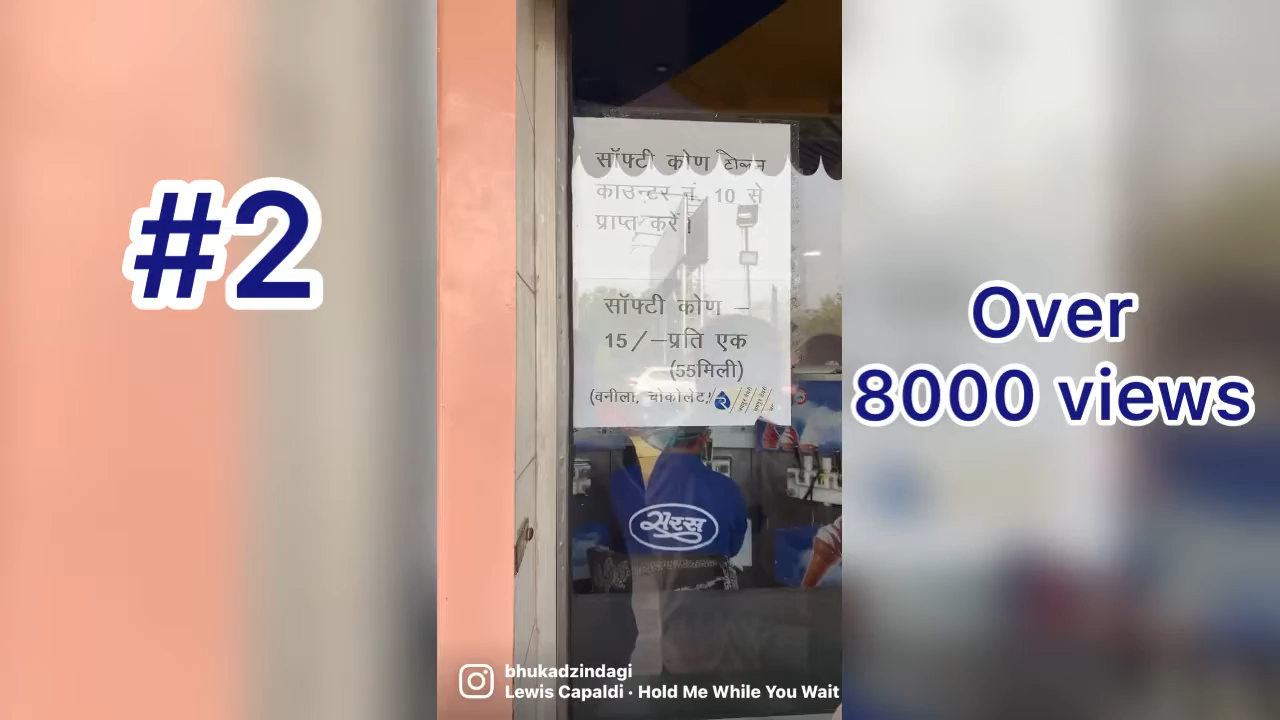 #2
सॉफ्टी कोण टोकन
काउन्टर नं. 10 से
प्राप्त करें।
सॉफ्टी कोण –
15/–प्रति एक
(55मिली)
(वनीला, चोकोलेट,
सरस
Over
8000 views
bhukadzindagi
Lewis Capaldi · Hold Me While You Wait